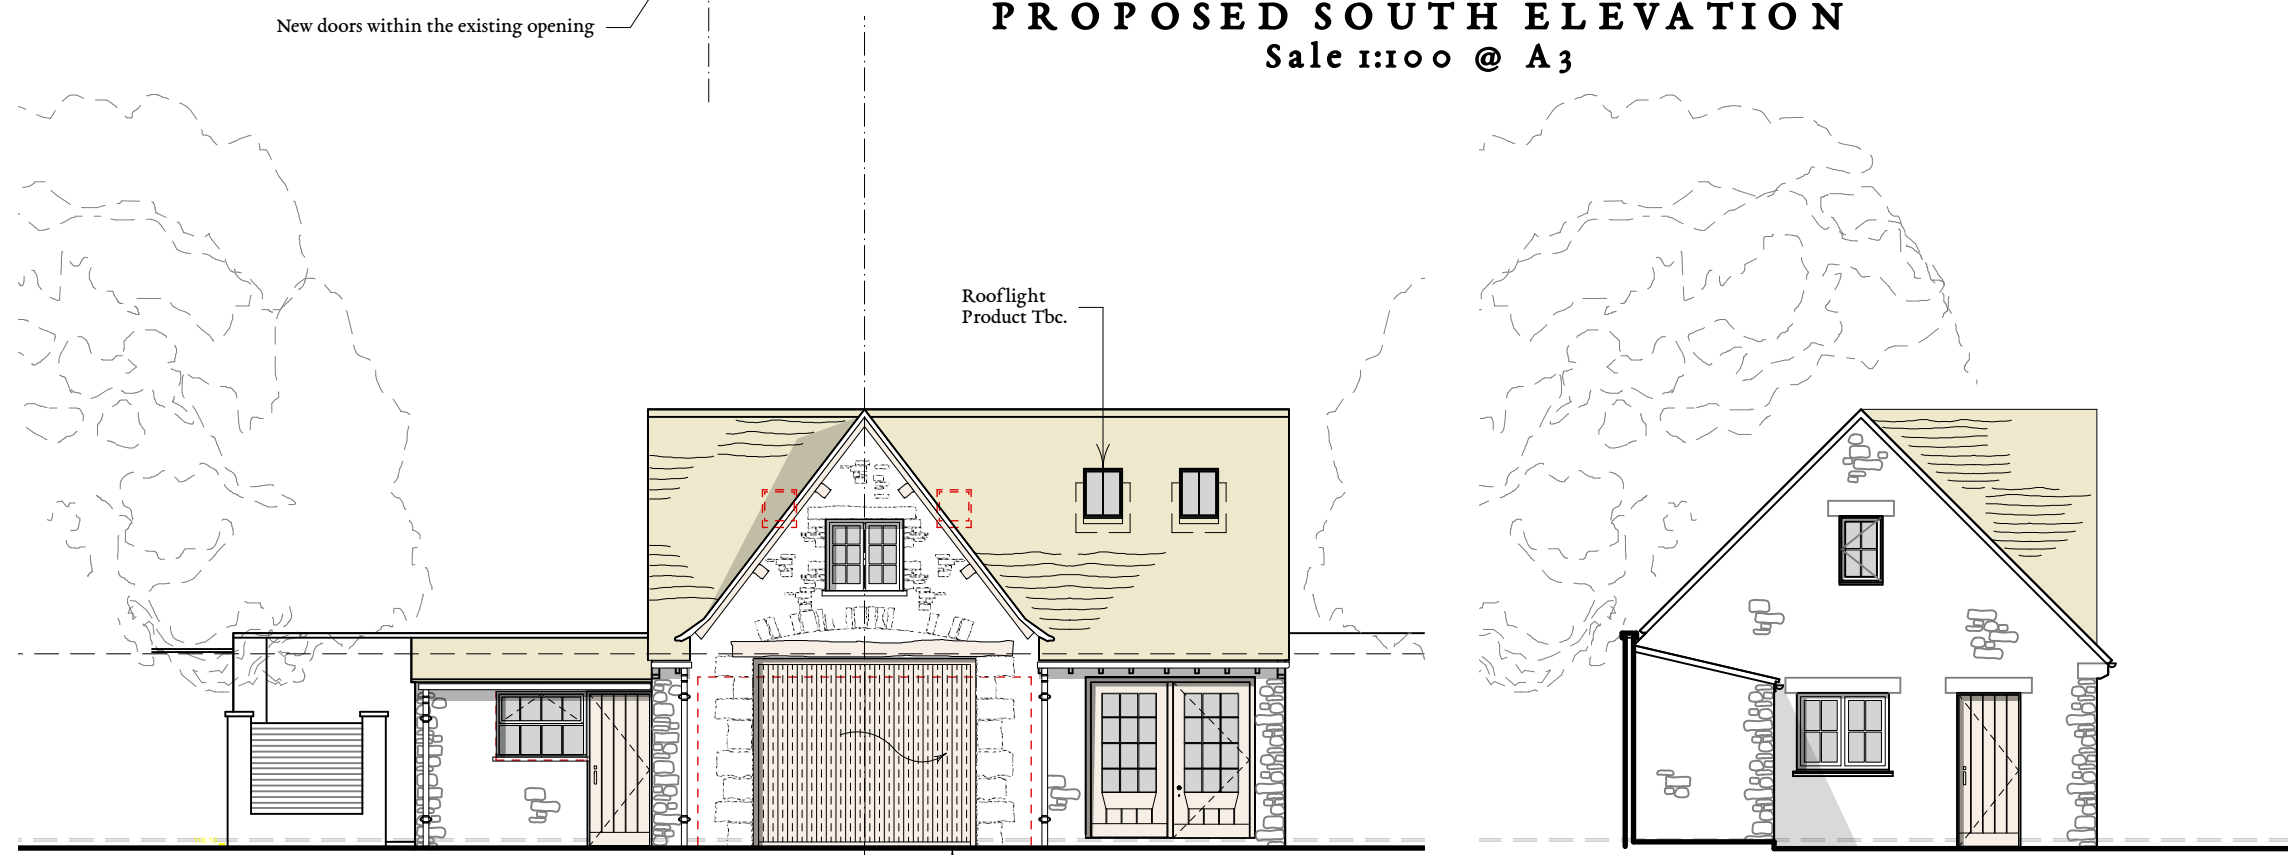 New doors within the existing opening
PROPOSED SOUTH ELEVATION
Sale 1:100 @ A3
Rooflight
Product Tbc.